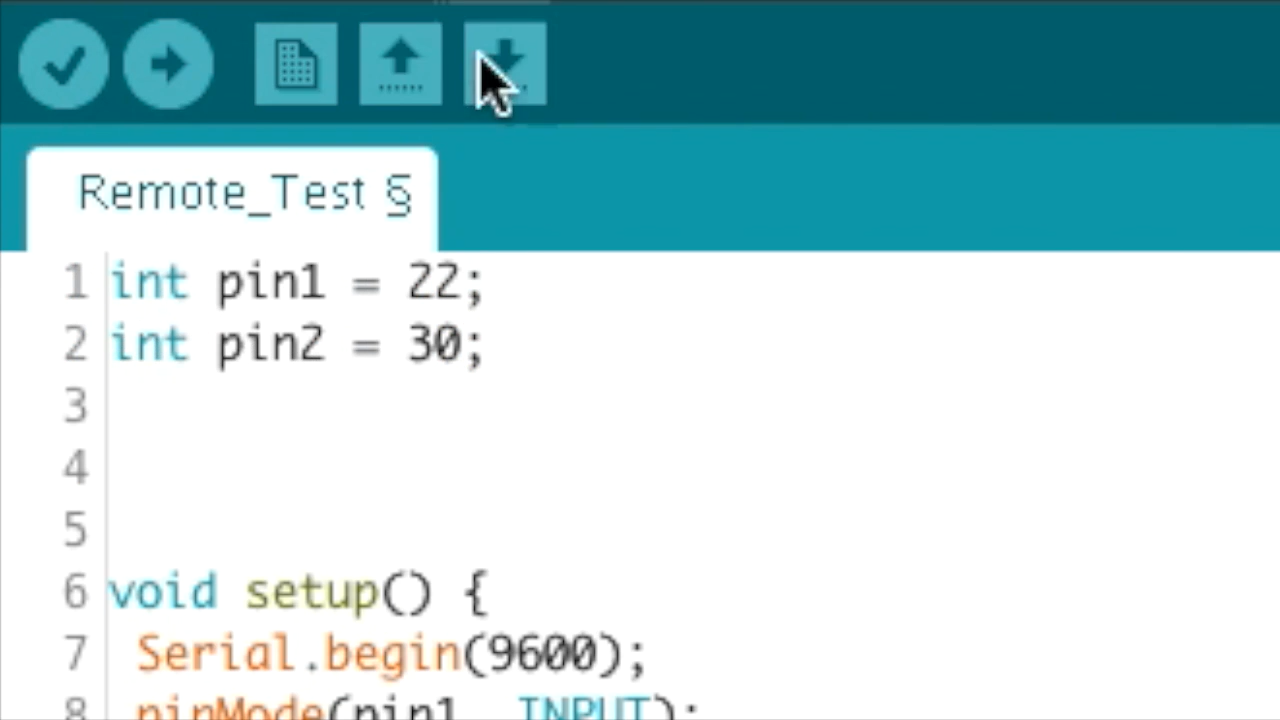 Remote_Test §
1 int pin1 = 22;
2 int pin2 = 30;
3
4
5
6 void setup() {
7 Serial.begin(9600);
8 pinMode(pin1, INPUT);